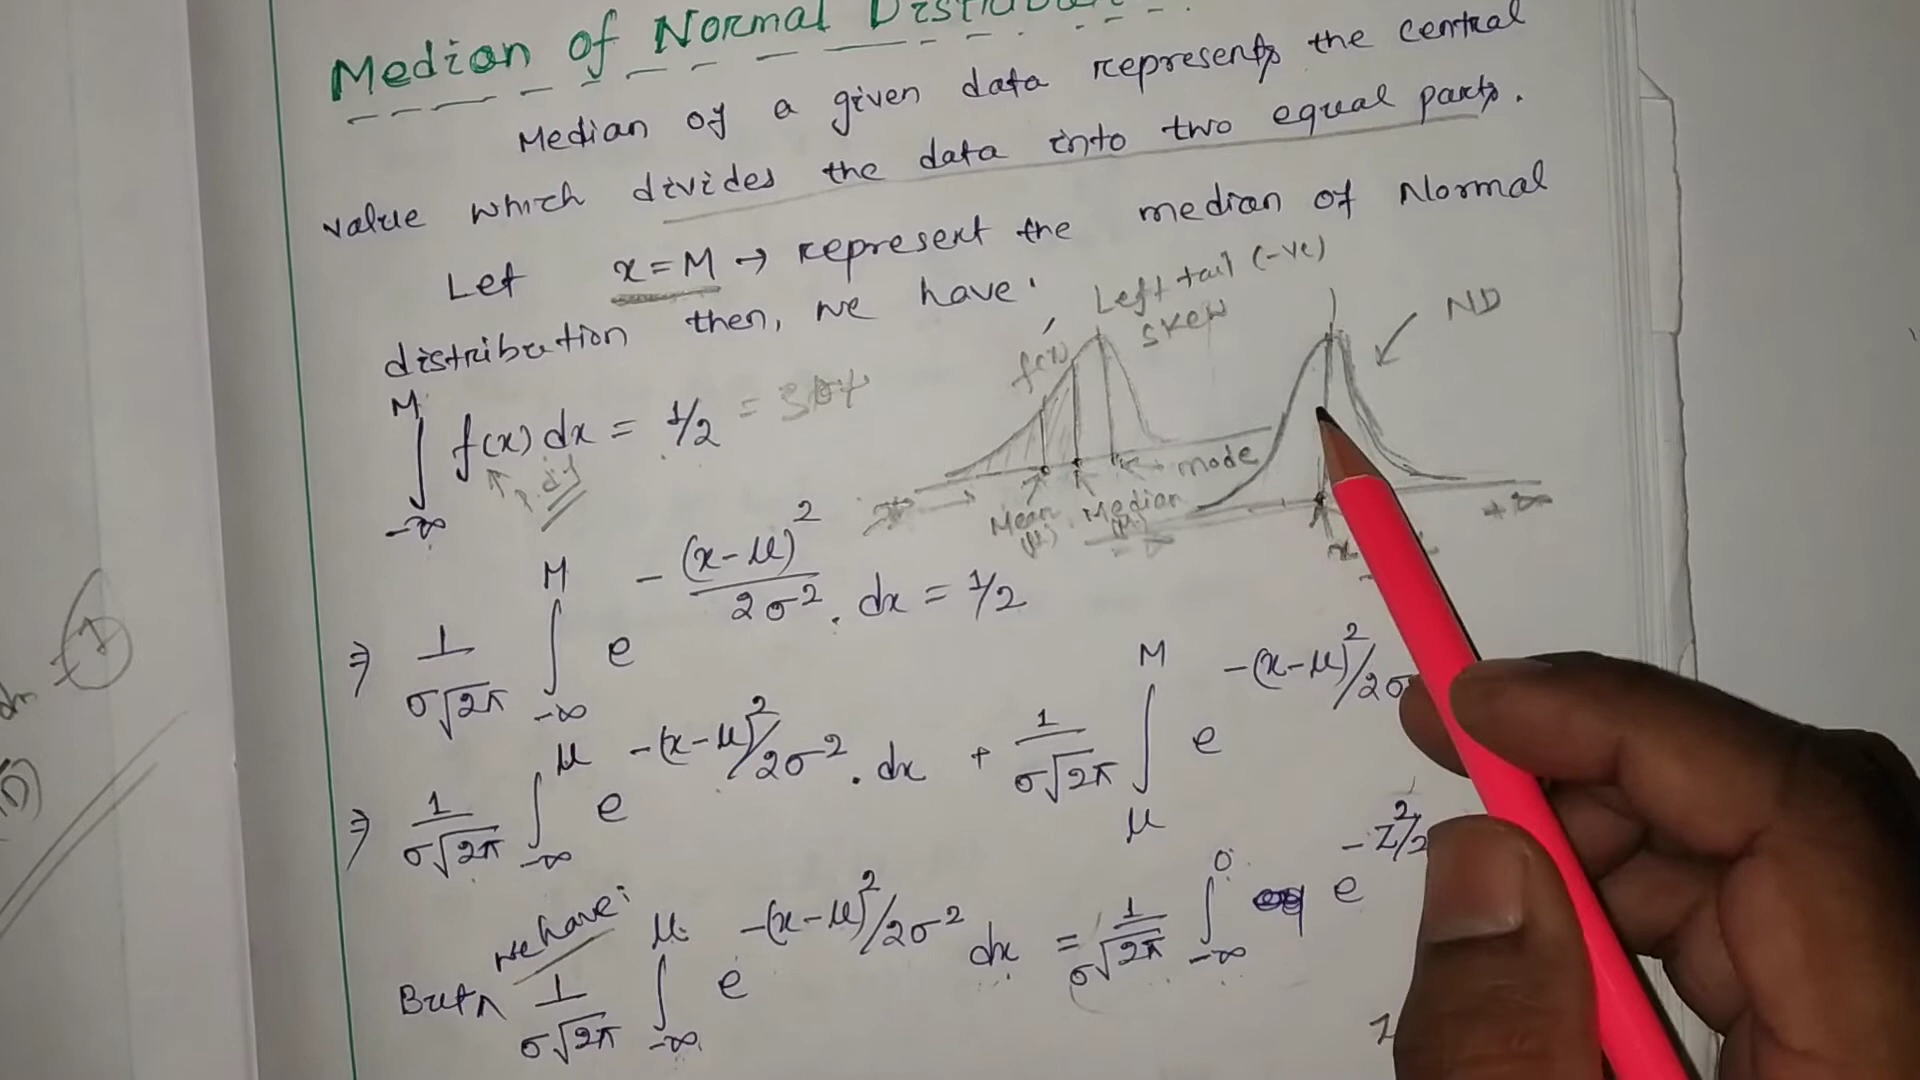 Median of Normal
Median of a given data represents the central
value which divides the data into two equal parts.
Let x = M → represent the median of Normal
distribution then, we have.
Left tail (-ve)
skew
ND
f(x)
∫_{-∞}^{M} f(x) dx = 1/2
p.d.f
mode
Mean (μ) Median
+∞
⇒ 1/(σ√2π) ∫_{-∞}^{M} e^{-(x-μ)²/2σ²} . dx = 1/2
⇒ 1/(σ√2π) ∫_{-∞}^{μ} e^{-(x-μ)²/2σ²} . dx + 1/(σ√2π) ∫_{μ}^{M} e^{-(x-μ)²/2σ
we have:
But ∧ 1/(σ√2π) ∫_{-∞}^{μ} e^{-(x-μ)²/2σ²} dx = 1/(σ√2π) ∫_{-∞}^{0} e^{-z²/2